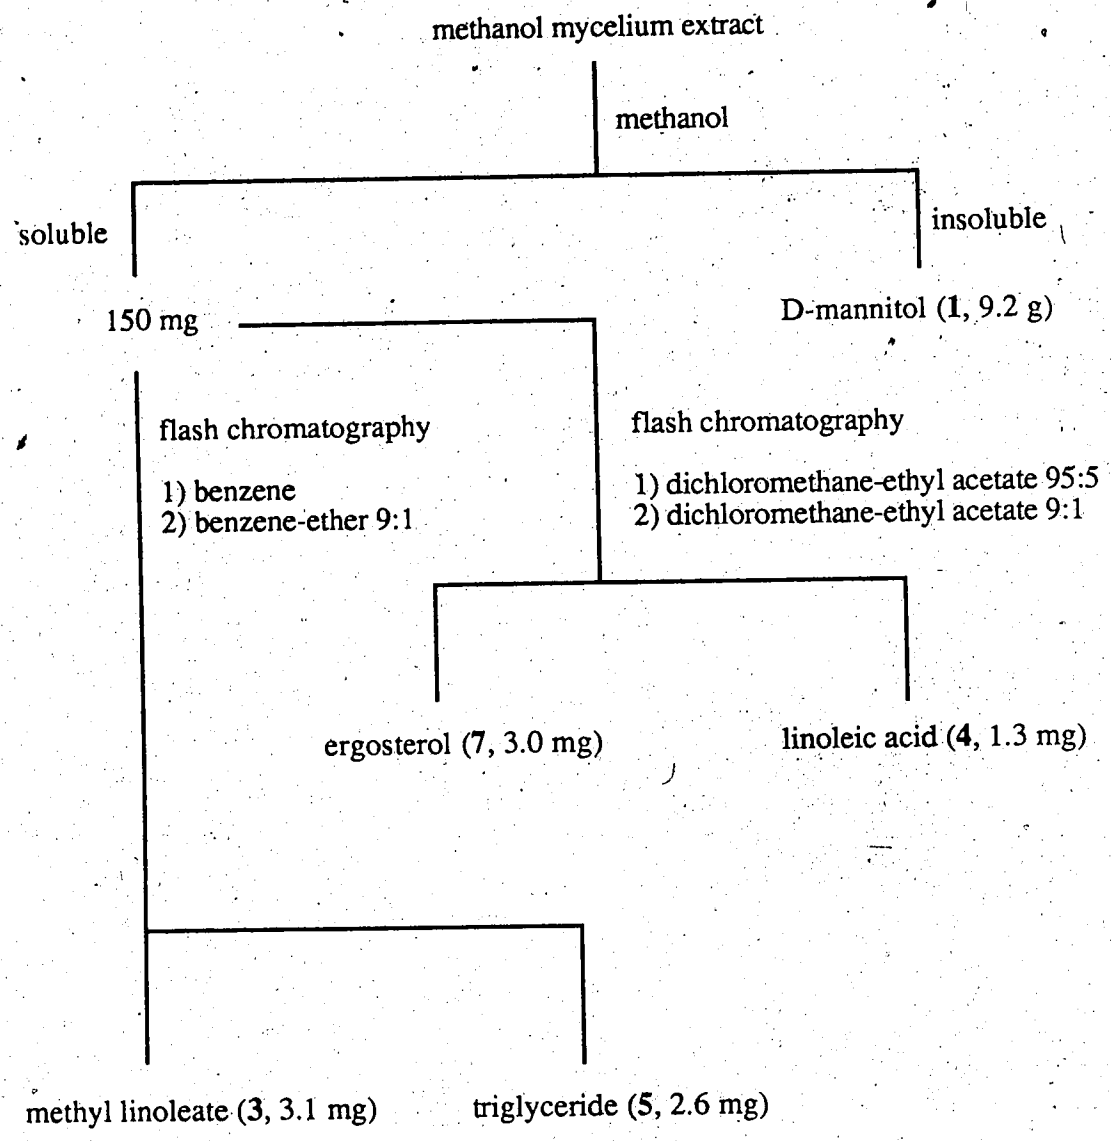 methanol mycelium extract
methanol
soluble
insoluble
150 mg
D-mannitol (1, 9.2 g)
flash chromatography
1) benzene
2) benzene-ether 9:1
flash chromatography
1) dichloromethane-ethyl acetate 95:5
2) dichloromethane-ethyl acetate 9:1
ergosterol (7, 3.0 mg)
linoleic acid (4, 1.3 mg)
methyl linoleate (3, 3.1 mg)
triglyceride (5, 2.6 mg)